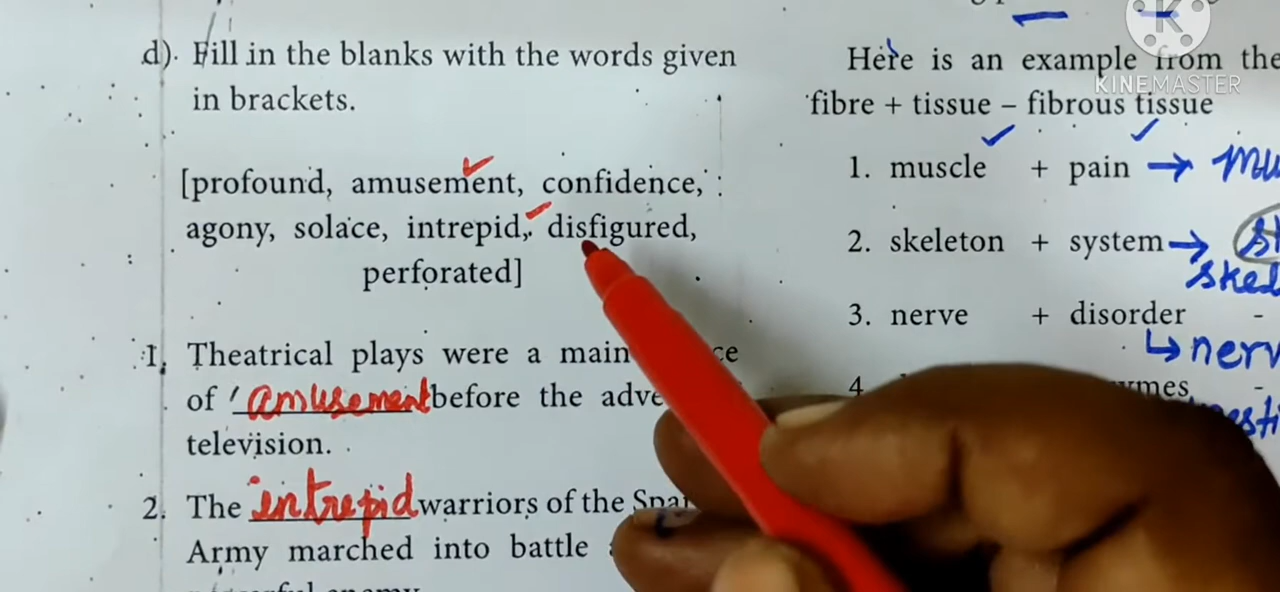 d). Fill in the blanks with the words given
in brackets.
[profound, amusement, confidence,
agony, solace, intrepid, disfigured,
perforated]
1. Theatrical plays were a main
of amusement before the
television.
2. The intrepid warriors of the
Army marched into battle
Here is an example from the
fibre + tissue – fibrous tissue
1. muscle + pain →
2. skeleton + system →
3. nerve + disorder -
4.
KINEMASTER